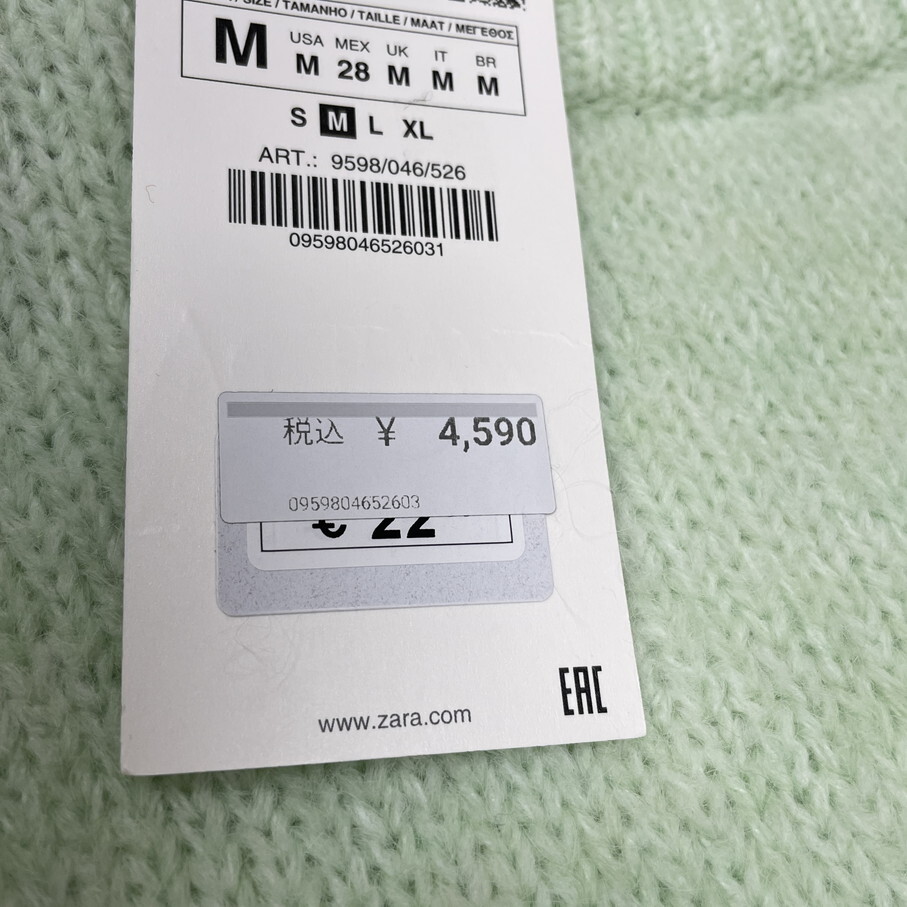 SIZE / TAMANHO / TAILLE / MAAT / ΜΕΓΕΘΟΣ
M
USA MEX UK IT BR
M 28 M M M
S M L XL
ART.: 9598/046/526
09598046526031
税込 ¥ 4,590
0959804652603
€ 22
www.zara.com
EAC